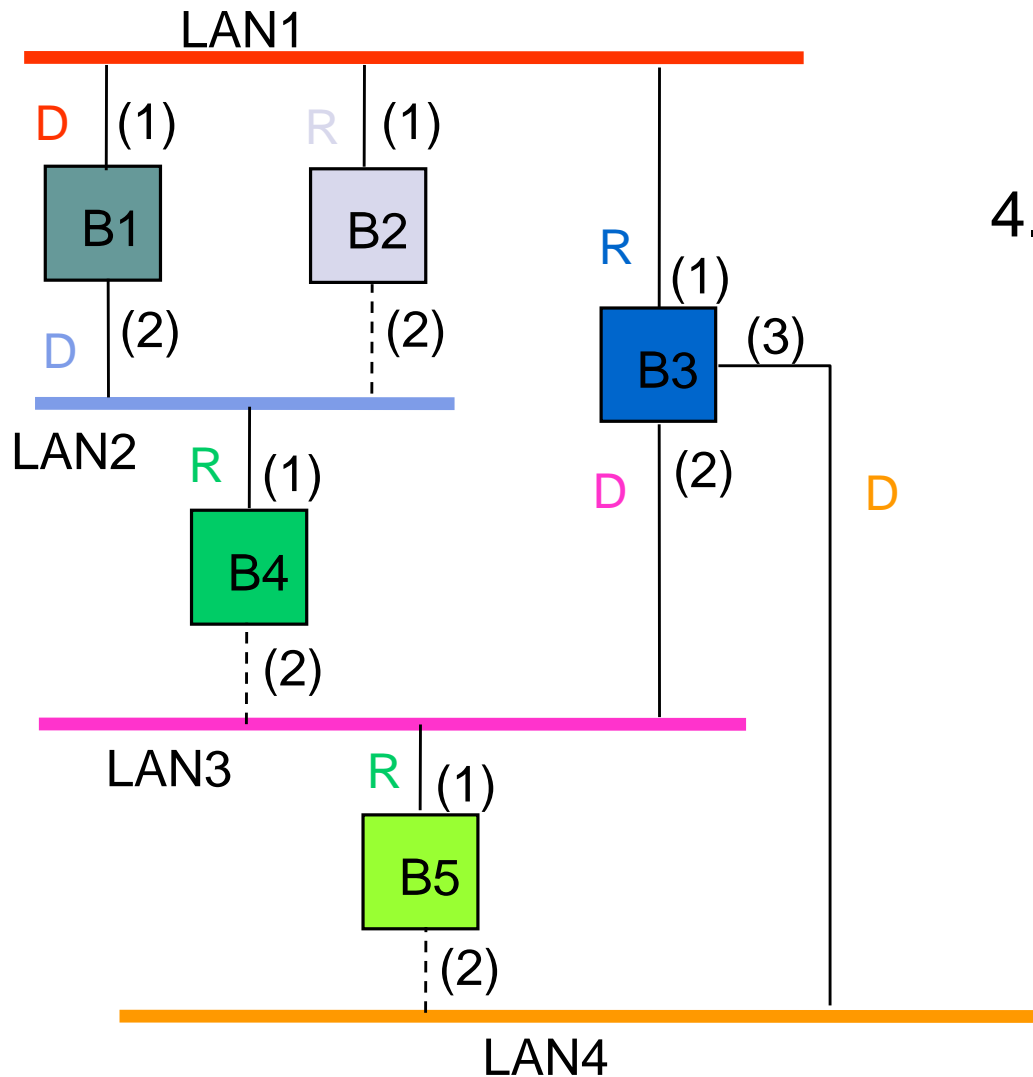 LAN1
D (1) R (1)
B1 B2 4.
R (1)
D (2) (2) (3)
B3
LAN2 R (1) D (2) D
B4
(2)
LAN3 R (1)
B5
(2)
LAN4